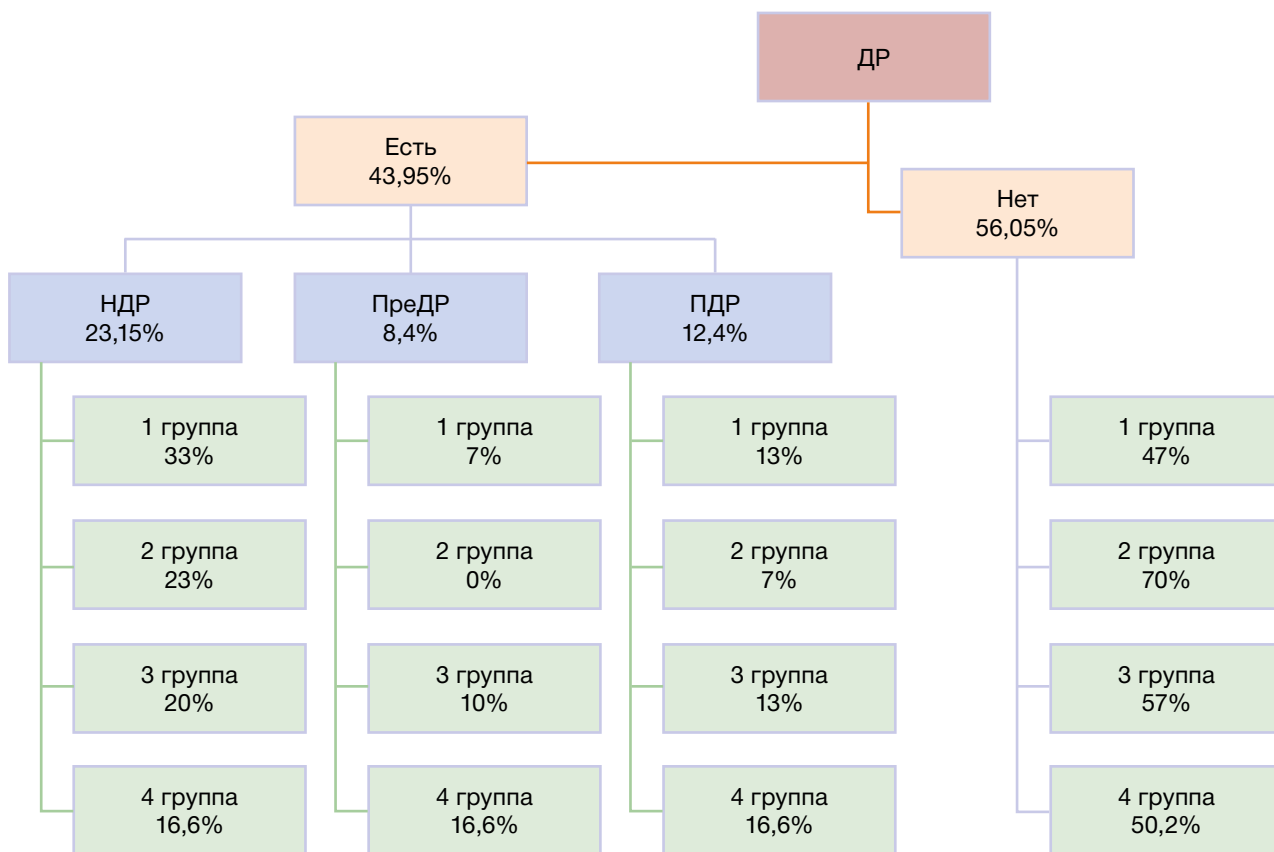 ДР
Есть
43,95%
Нет
56,05%
НДР
23,15%
ПреДР
8,4%
ПДР
12,4%
1 группа
33%
2 группа
23%
3 группа
20%
4 группа
16,6%
1 группа
7%
2 группа
0%
3 группа
10%
4 группа
16,6%
1 группа
13%
2 группа
7%
3 группа
13%
4 группа
16,6%
1 группа
47%
2 группа
70%
3 группа
57%
4 группа
50,2%